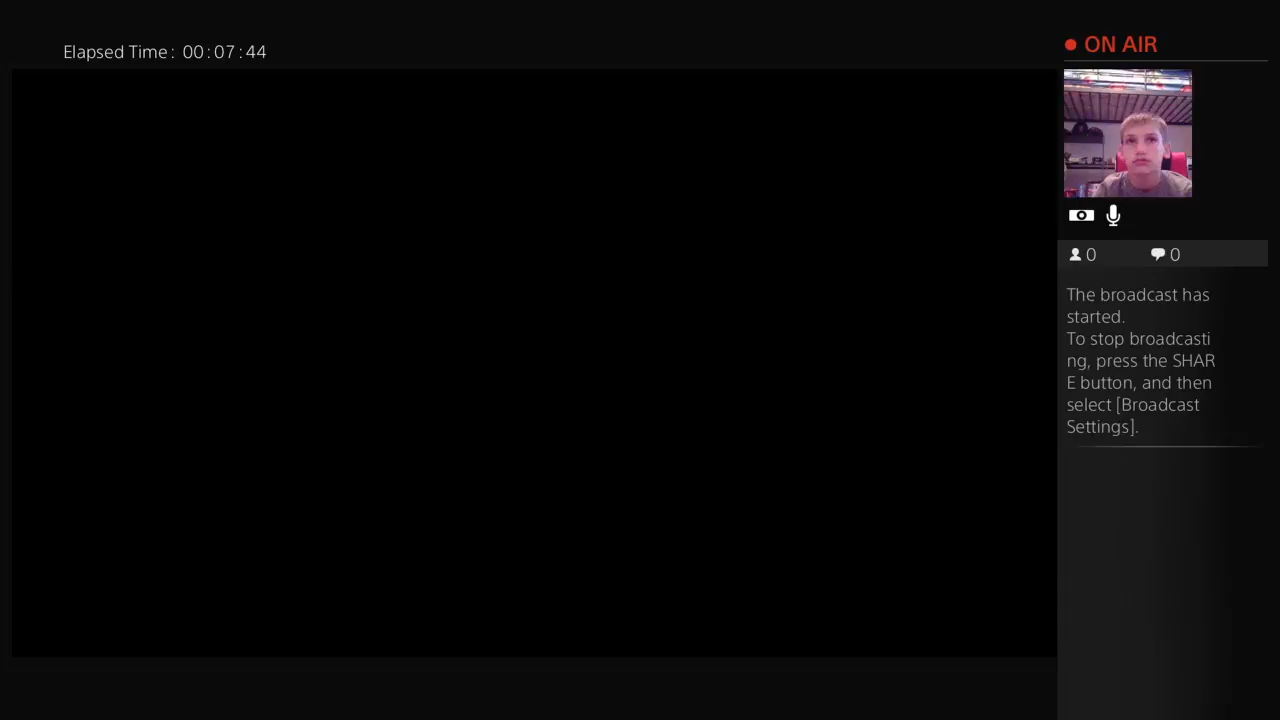 Elapsed Time: 00:07:44
ON AIR
0 0
The broadcast has
started.
To stop broadcasti
ng, press the SHAR
E button, and then
select [Broadcast
Settings].